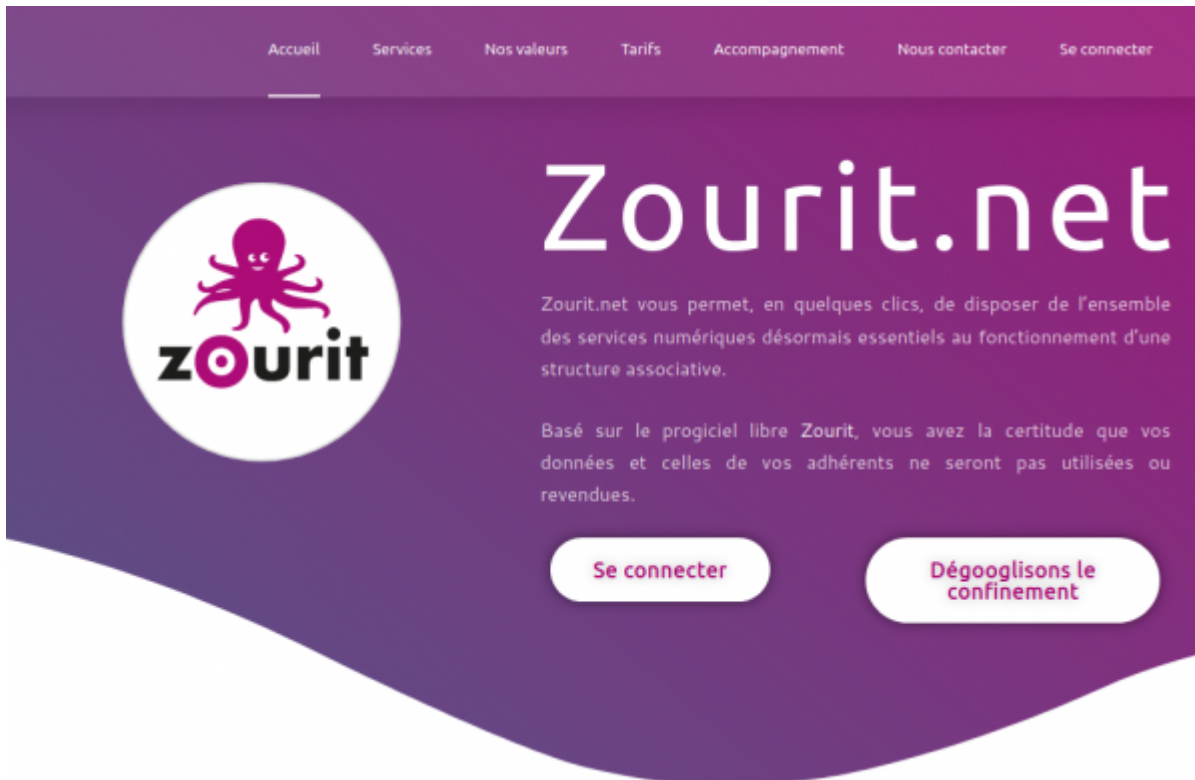 Accueil Services Nos valeurs Tarifs Accompagnement Nous contacter Se connecter
zourit
Zourit.net
Zourit.net vous permet, en quelques clics, de disposer de l'ensemble
des services numériques désormais essentiels au fonctionnement d'une
structure associative.
Basé sur le progiciel libre Zourit, vous avez la certitude que vos
données et celles de vos adhérents ne seront pas utilisées ou
revendues.
Se connecter
Dégooglisons le
confinement